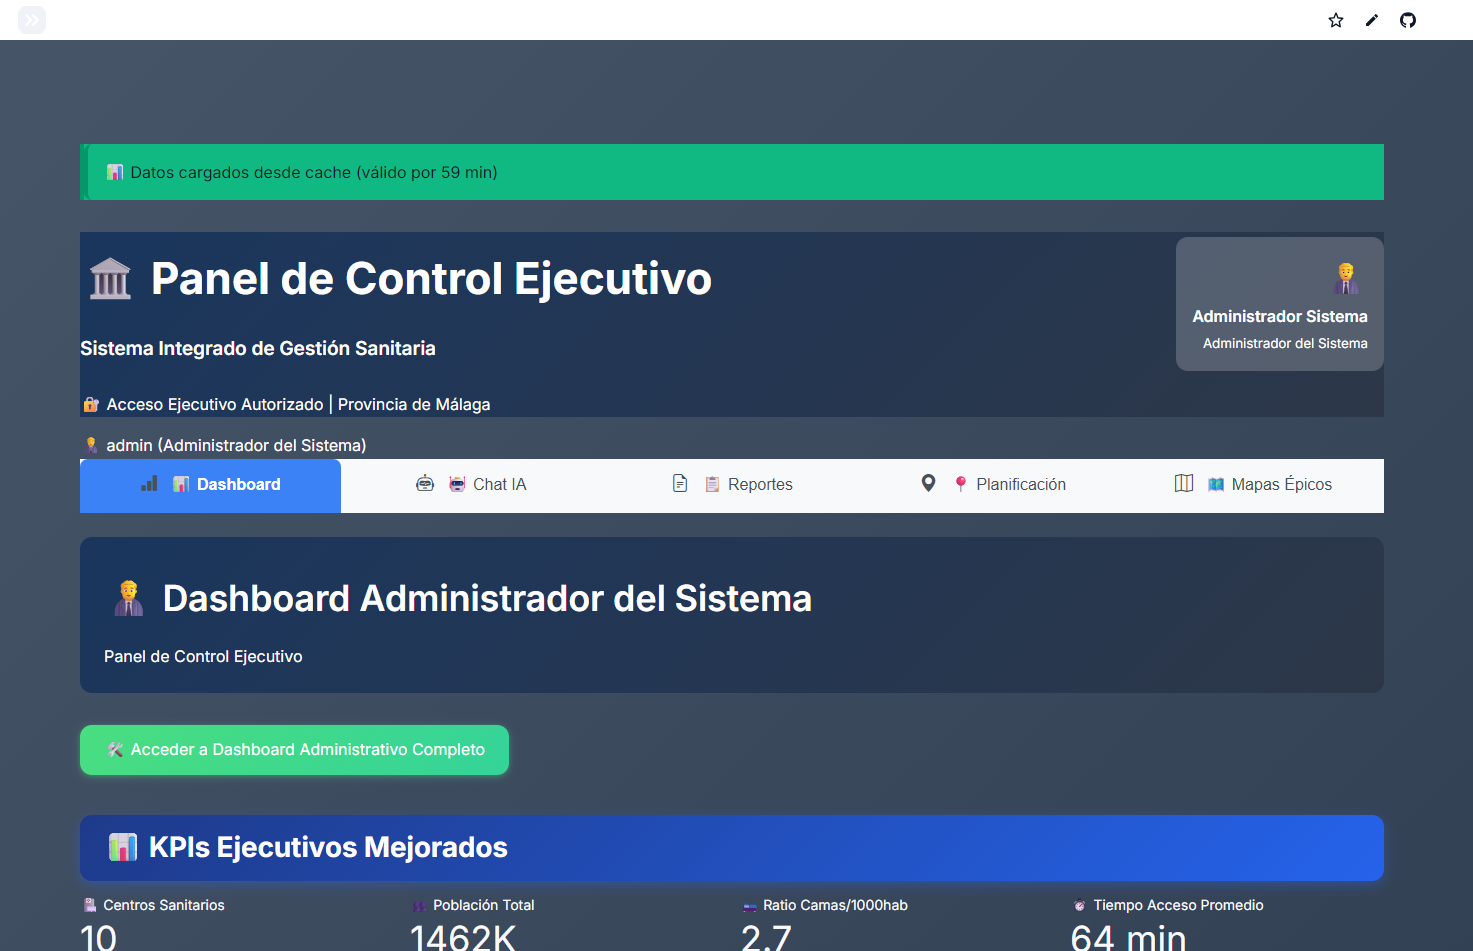 Datos cargados desde cache (válido por 59 min)
Panel de Control Ejecutivo
Sistema Integrado de Gestión Sanitaria
Acceso Ejecutivo Autorizado | Provincia de Málaga
Administrador Sistema
Administrador del Sistema
admin (Administrador del Sistema)
Dashboard
Chat IA
Reportes
Planificación
Mapas Épicos
Dashboard Administrador del Sistema
Panel de Control Ejecutivo
Acceder a Dashboard Administrativo Completo
KPIs Ejecutivos Mejorados
Centros Sanitarios
10
Población Total
1462K
Ratio Camas/1000hab
2.7
Tiempo Acceso Promedio
64 min